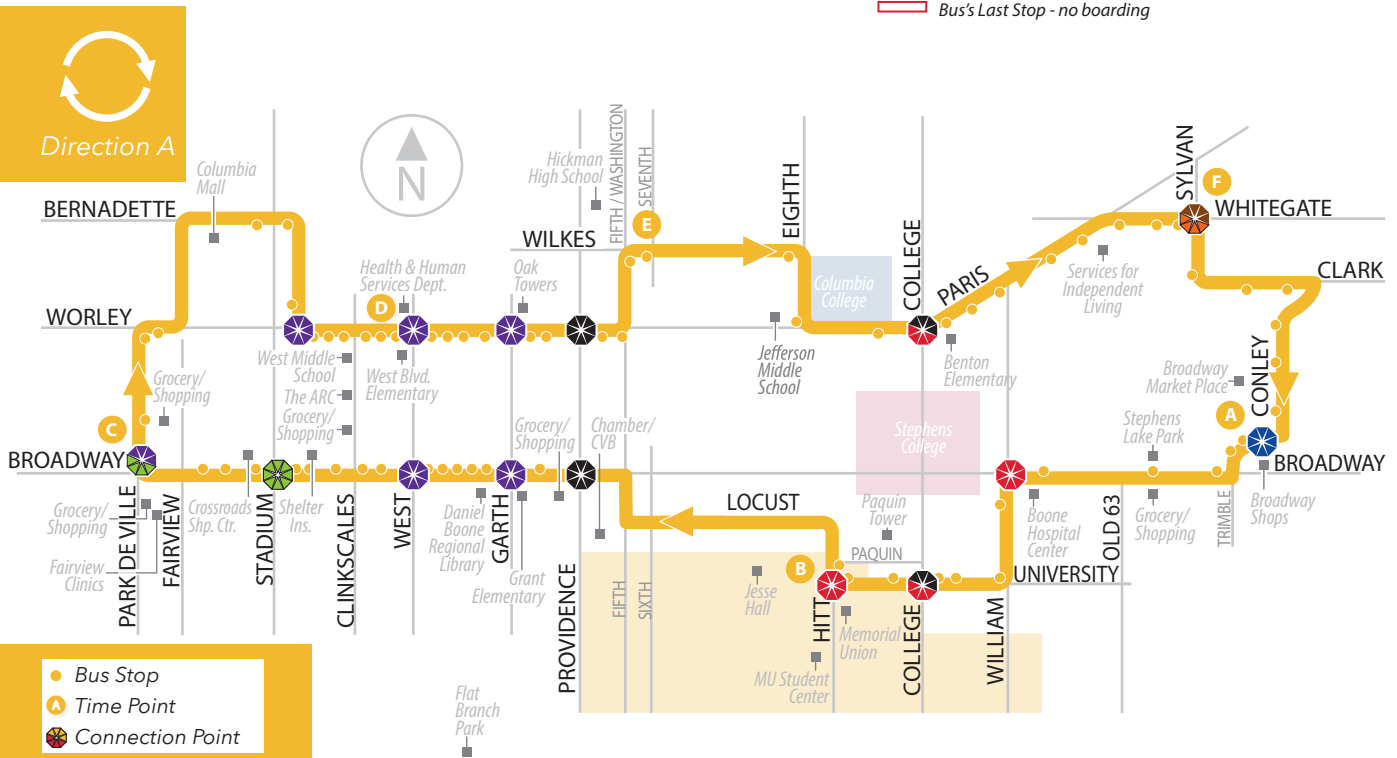 Bus's Last Stop - no boarding
Direction A
N
Columbia
Mall
BERNADETTE
Hickman
High School
FIFTH / WASHINGTON
SEVENTH
EIGHTH
SYLVAN
F
WHITEGATE
WILKES
E
COLLEGE
PARIS
CLARK
Health & Human
Services Dept.
Oak
Towers
Columbia
College
Services for
Independent
Living
D
WORLEY
West Middle
School
The ARC
Grocery/
Shopping
West Blvd.
Elementary
Jefferson
Middle
School
Benton
Elementary
Broadway
Market Place
CONLEY
Grocery/
Shopping
C
A
Grocery/
Shopping
Chamber/
CVB
Stephens
College
Stephens
Lake Park
BROADWAY
BROADWAY
PARK DE VILLE
FAIRVIEW
Grocery/
Shopping
Fairview
Clinics
Crossroads
Shp. Ctr.
STADIUM
Shelter
Ins.
CLINKSCALES
WEST
Daniel
Boone
Regional
Library
GARTH
Grant
Elementary
PROVIDENCE
FIFTH
SIXTH
LOCUST
Paquin
Tower
PAQUIN
B
Jesse
Hall
HITT
Memorial
Union
MU Student
Center
COLLEGE
WILLIAM
UNIVERSITY
Boone
Hospital
Center
OLD 63
Grocery/
Shopping
TRIMBLE
Broadway
Shops
Flat
Branch
Park
Bus Stop
A
Time Point
Connection Point